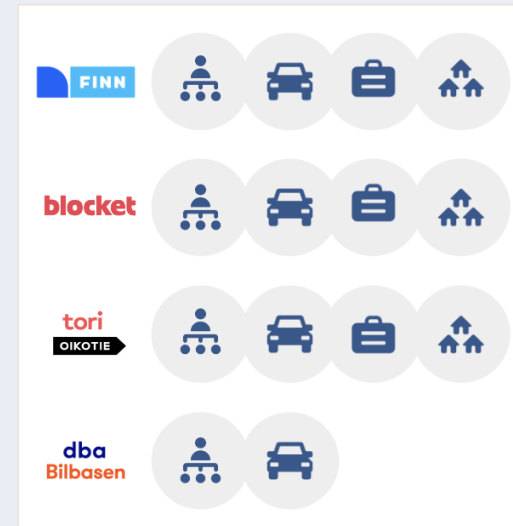 FINN
blocket
tori
OIKOTIE
dba
Bilbasen